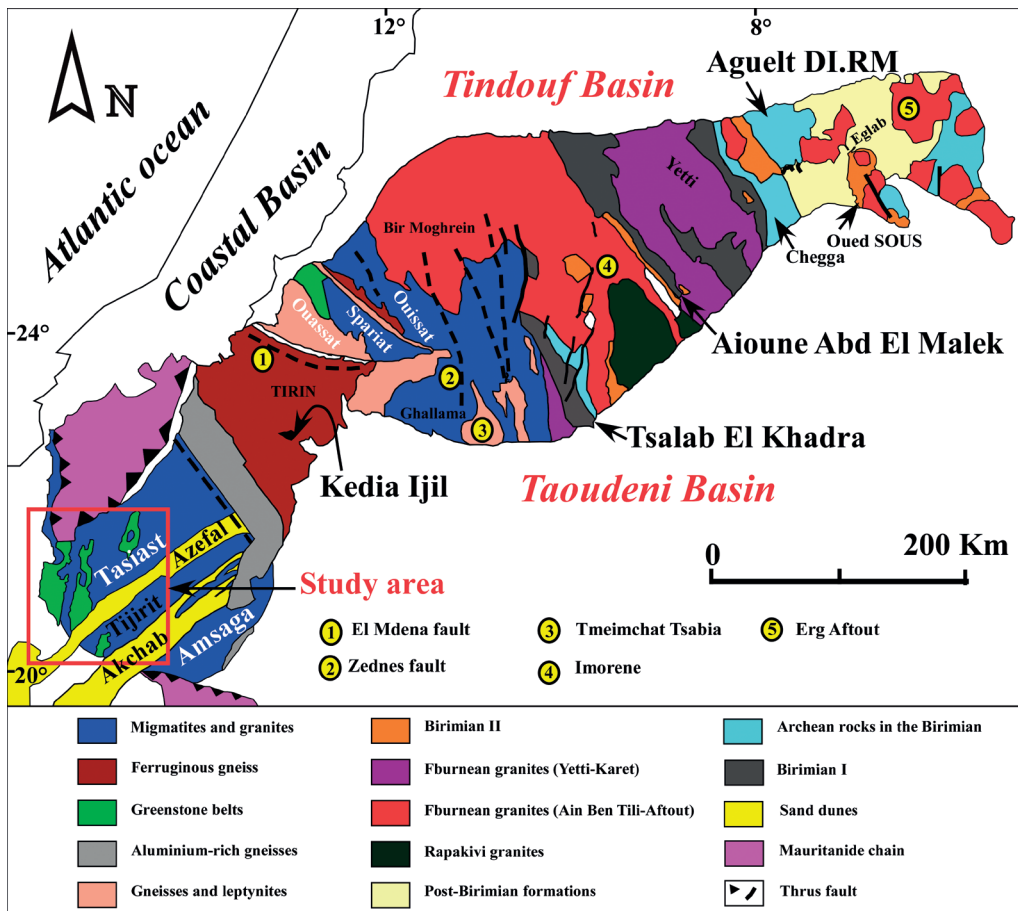 12°
8°
N
Atlantic ocean
Coastal Basin
Tindouf Basin
Aguelt DI.RM
5
Eglab
Yetti
Bir Moghrein
Oued SOUS
Chegga
4
24°
Ouassat
Spariat
Ouissat
Aioune Abd El Malek
1
TIRIN
2
Ghallama
3
Tsalab El Khadra
Kedia Ijil
Taoudeni Basin
0
200 Km
Tasiast
Azefal
Study area
Tijirit
Akchab
Amsaga
20°
1 El Mdena fault
3 Tmeimchat Tsabia
5 Erg Aftout
2 Zednes fault
4 Imorene
Migmatites and granites
Ferruginous gneiss
Greenstone belts
Aluminium-rich gneisses
Gneisses and leptynites
Birimian II
Fburnean granites (Yetti-Karet)
Fburnean granites (Ain Ben Tili-Aftout)
Rapakivi granites
Post-Birimian formations
Archean rocks in the Birimian
Birimian I
Sand dunes
Mauritanide chain
Thrus fault